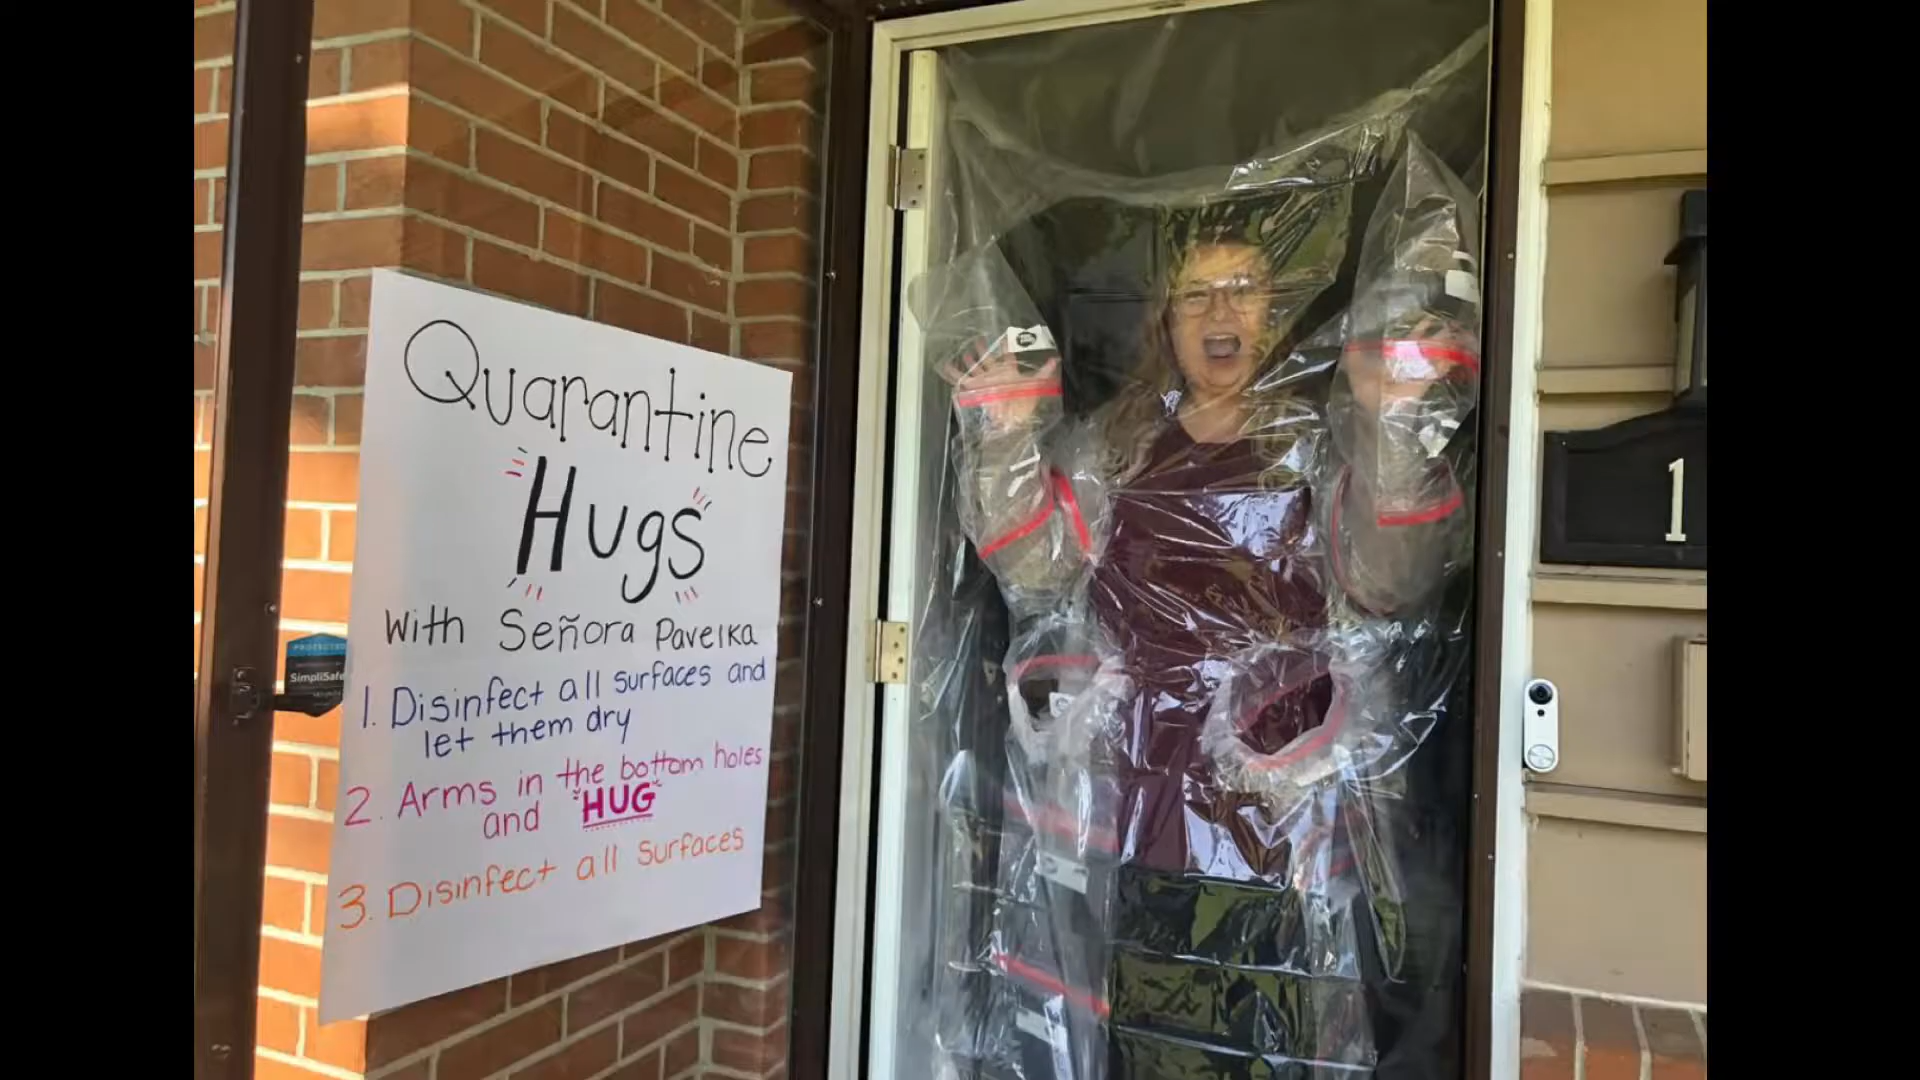 Quarantine
Hugs
with Señora Pavelka
1. Disinfect all surfaces and
let them dry
2. Arms in the bottom holes
and "HUG"
3. Disinfect all surfaces
PROTECTED
SimpliSafe
1